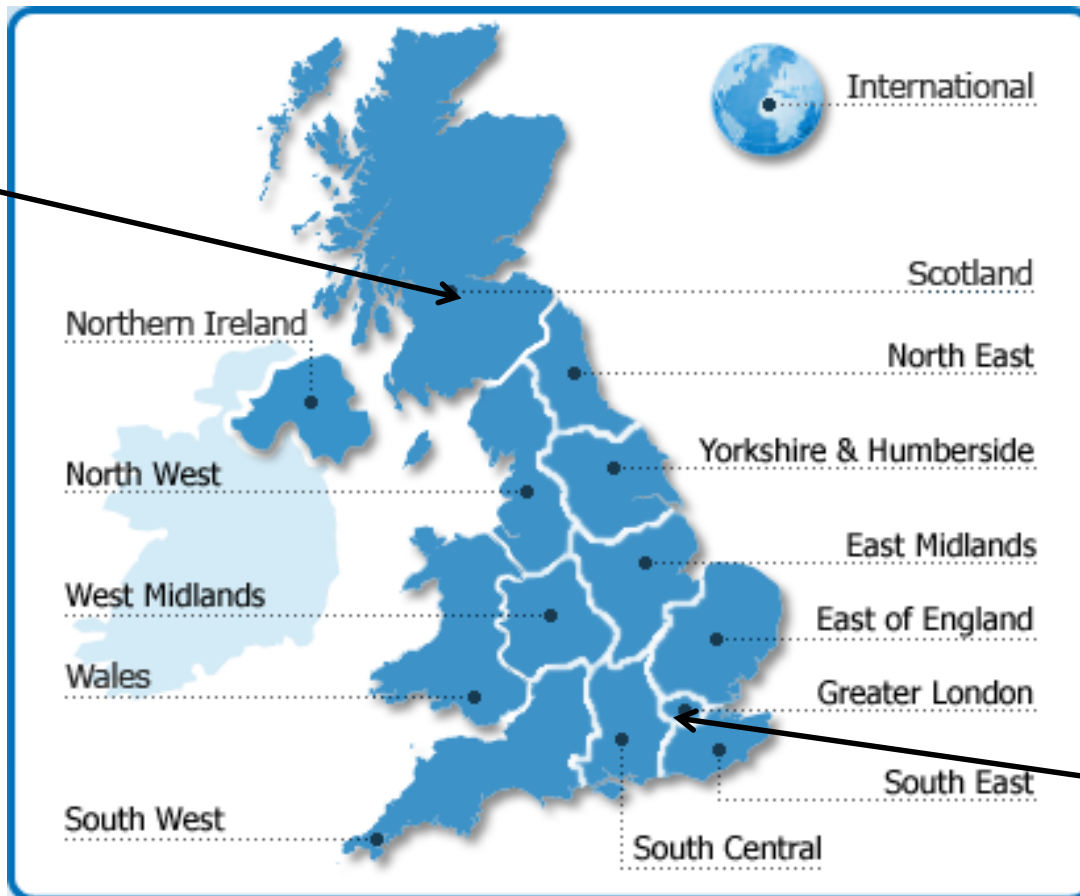 International
Scotland
Northern Ireland
North East
Yorkshire & Humberside
North West
East Midlands
West Midlands
East of England
Wales
Greater London
South East
South West
South Central